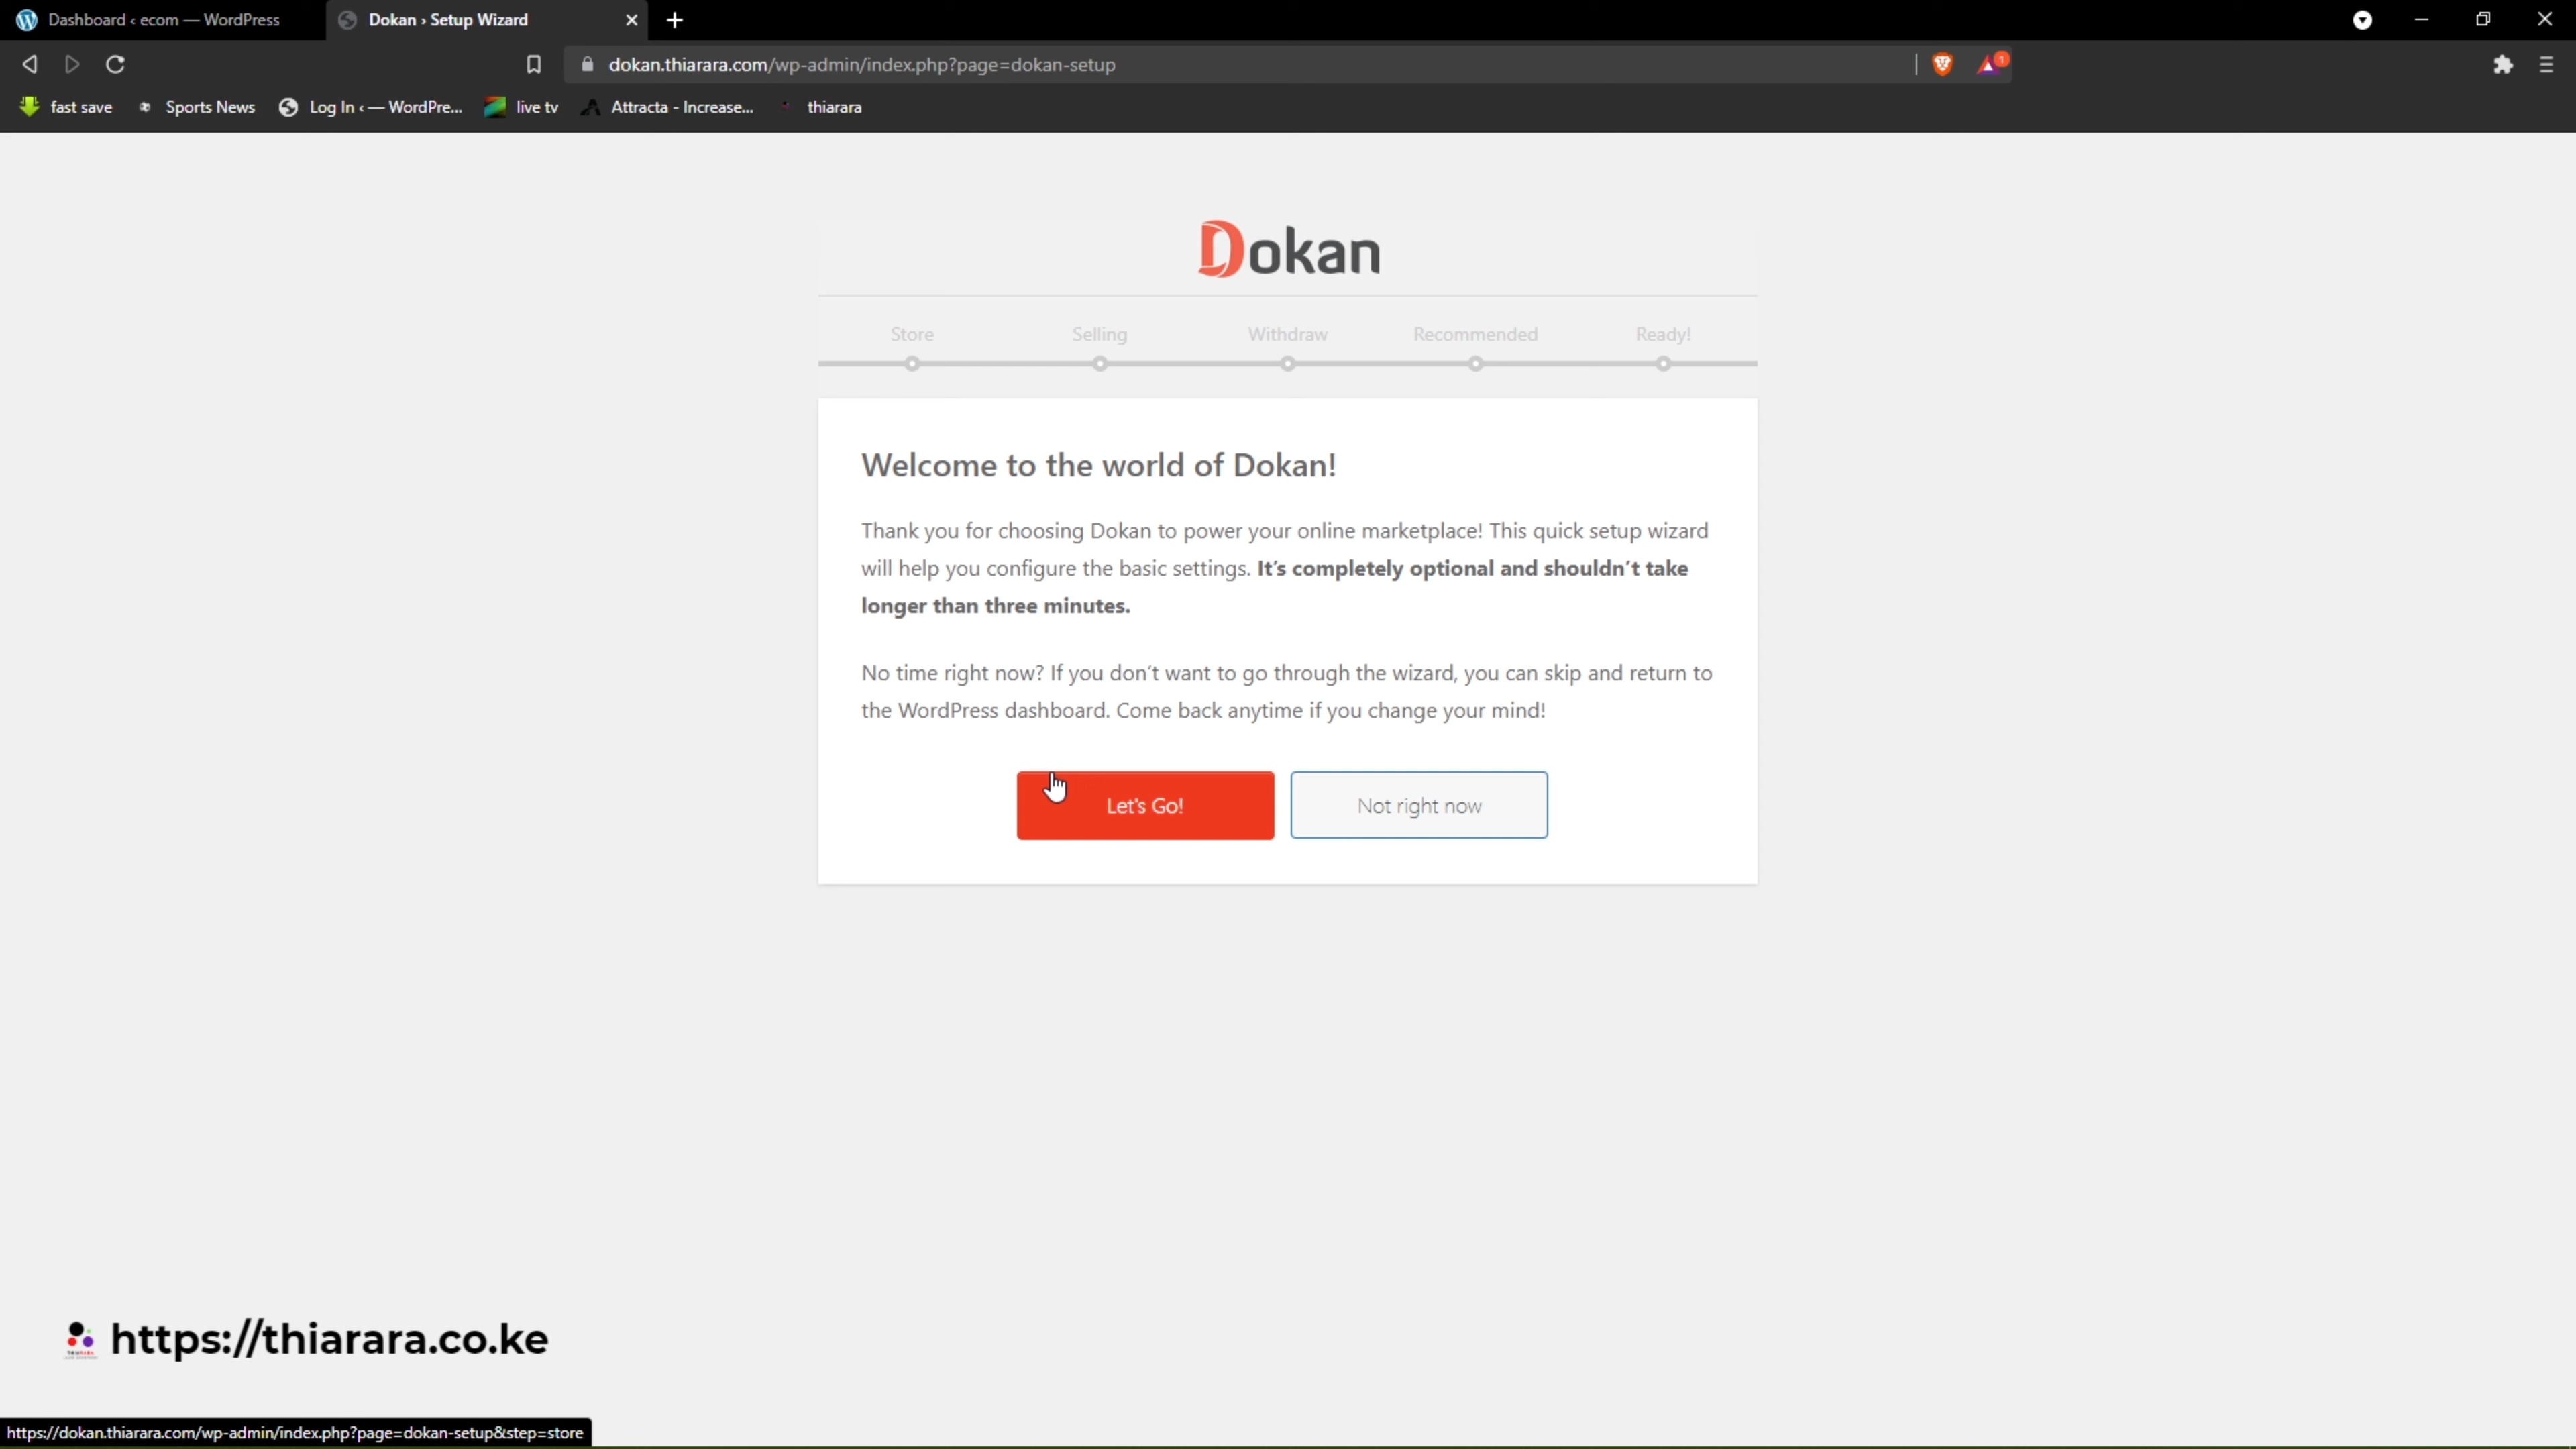 Dashboard ‹ ecom — WordPress
Dokan › Setup Wizard
dokan.thiarara.com/wp-admin/index.php?page=dokan-setup
1
fast save
Sports News
Log In ‹ — WordPre...
live tv
Attracta - Increase...
thiarara
Dokan
Store
Selling
Withdraw
Recommended
Ready!
Welcome to the world of Dokan!
Thank you for choosing Dokan to power your online marketplace! This quick setup wizard
will help you configure the basic settings. It's completely optional and shouldn't take
longer than three minutes.
No time right now? If you don't want to go through the wizard, you can skip and return to
the WordPress dashboard. Come back anytime if you change your mind!
Let's Go!
Not right now
https://thiarara.co.ke
https://dokan.thiarara.com/wp-admin/index.php?page=dokan-setup&step=store